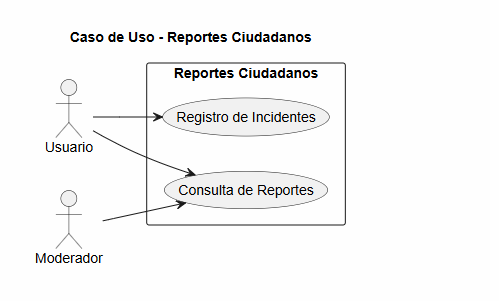 Caso de Uso - Reportes Ciudadanos
Reportes Ciudadanos
Registro de Incidentes
Usuario
Consulta de Reportes
Moderador